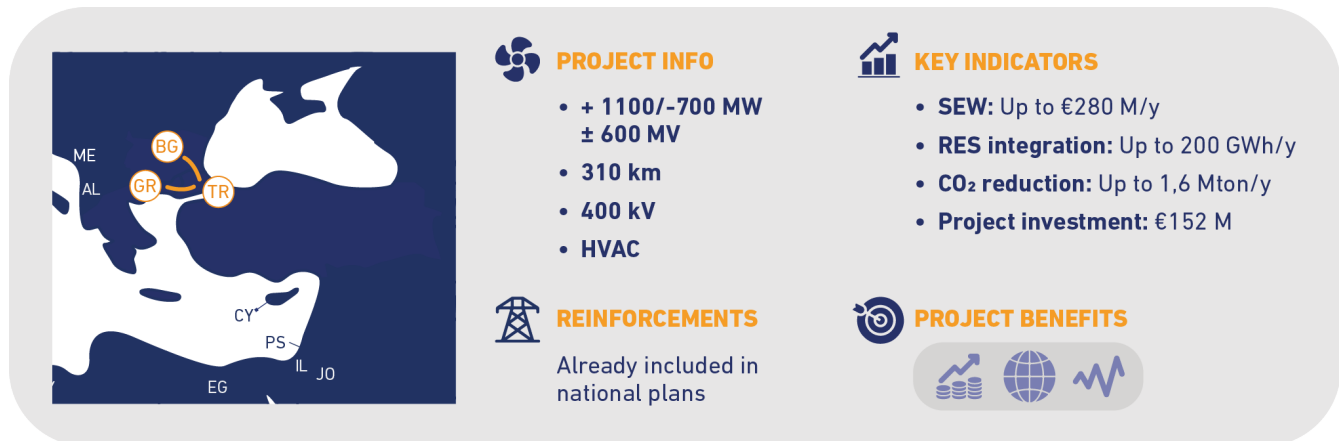 ME
AL
BG
GR
TR
CY
PS
IL
JO
EG
PROJECT INFO
• + 1100/-700 MW
± 600 MV
• 310 km
• 400 kV
• HVAC
REINFORCEMENTS
Already included in
national plans
KEY INDICATORS
• SEW: Up to €280 M/y
• RES integration: Up to 200 GWh/y
• CO₂ reduction: Up to 1,6 Mton/y
• Project investment: €152 M
PROJECT BENEFITS